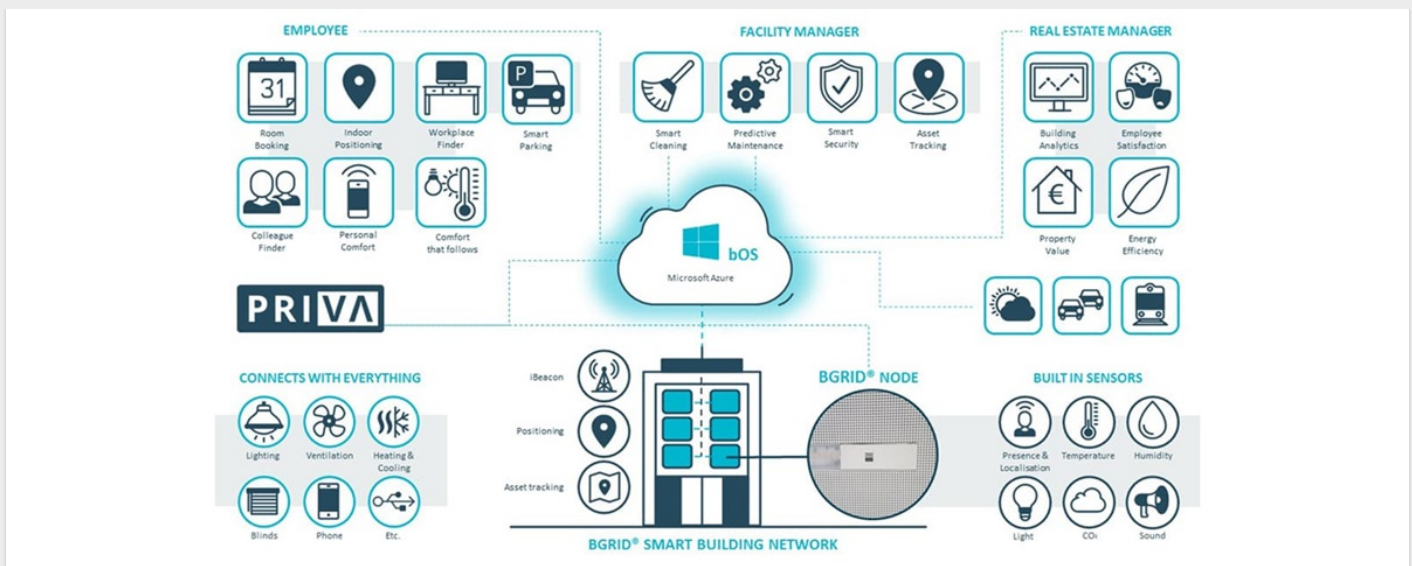 EMPLOYEE
31
P
Room
Booking
Indoor
Positioning
Workplace
Finder
Smart
Parking
Colleague
Finder
Personal
Comfort
Comfort
that follows
FACILITY MANAGER
Smart
Cleaning
Predictive
Maintenance
Smart
Security
Asset
Tracking
REAL ESTATE MANAGER
Building
Analytics
Employee
Satisfaction
€
Property
Value
Energy
Efficiency
bOS
Microsoft Azure
PRIVA
CONNECTS WITH EVERYTHING
Lighting
Ventilation
Heating &
Cooling
Blinds
Phone
Etc.
iBeacon
Positioning
Asset tracking
BGRID® SMART BUILDING NETWORK
BGRID® NODE
BUILT IN SENSORS
Presence &
Localisation
Temperature
Humidity
Light
CO₂
Sound